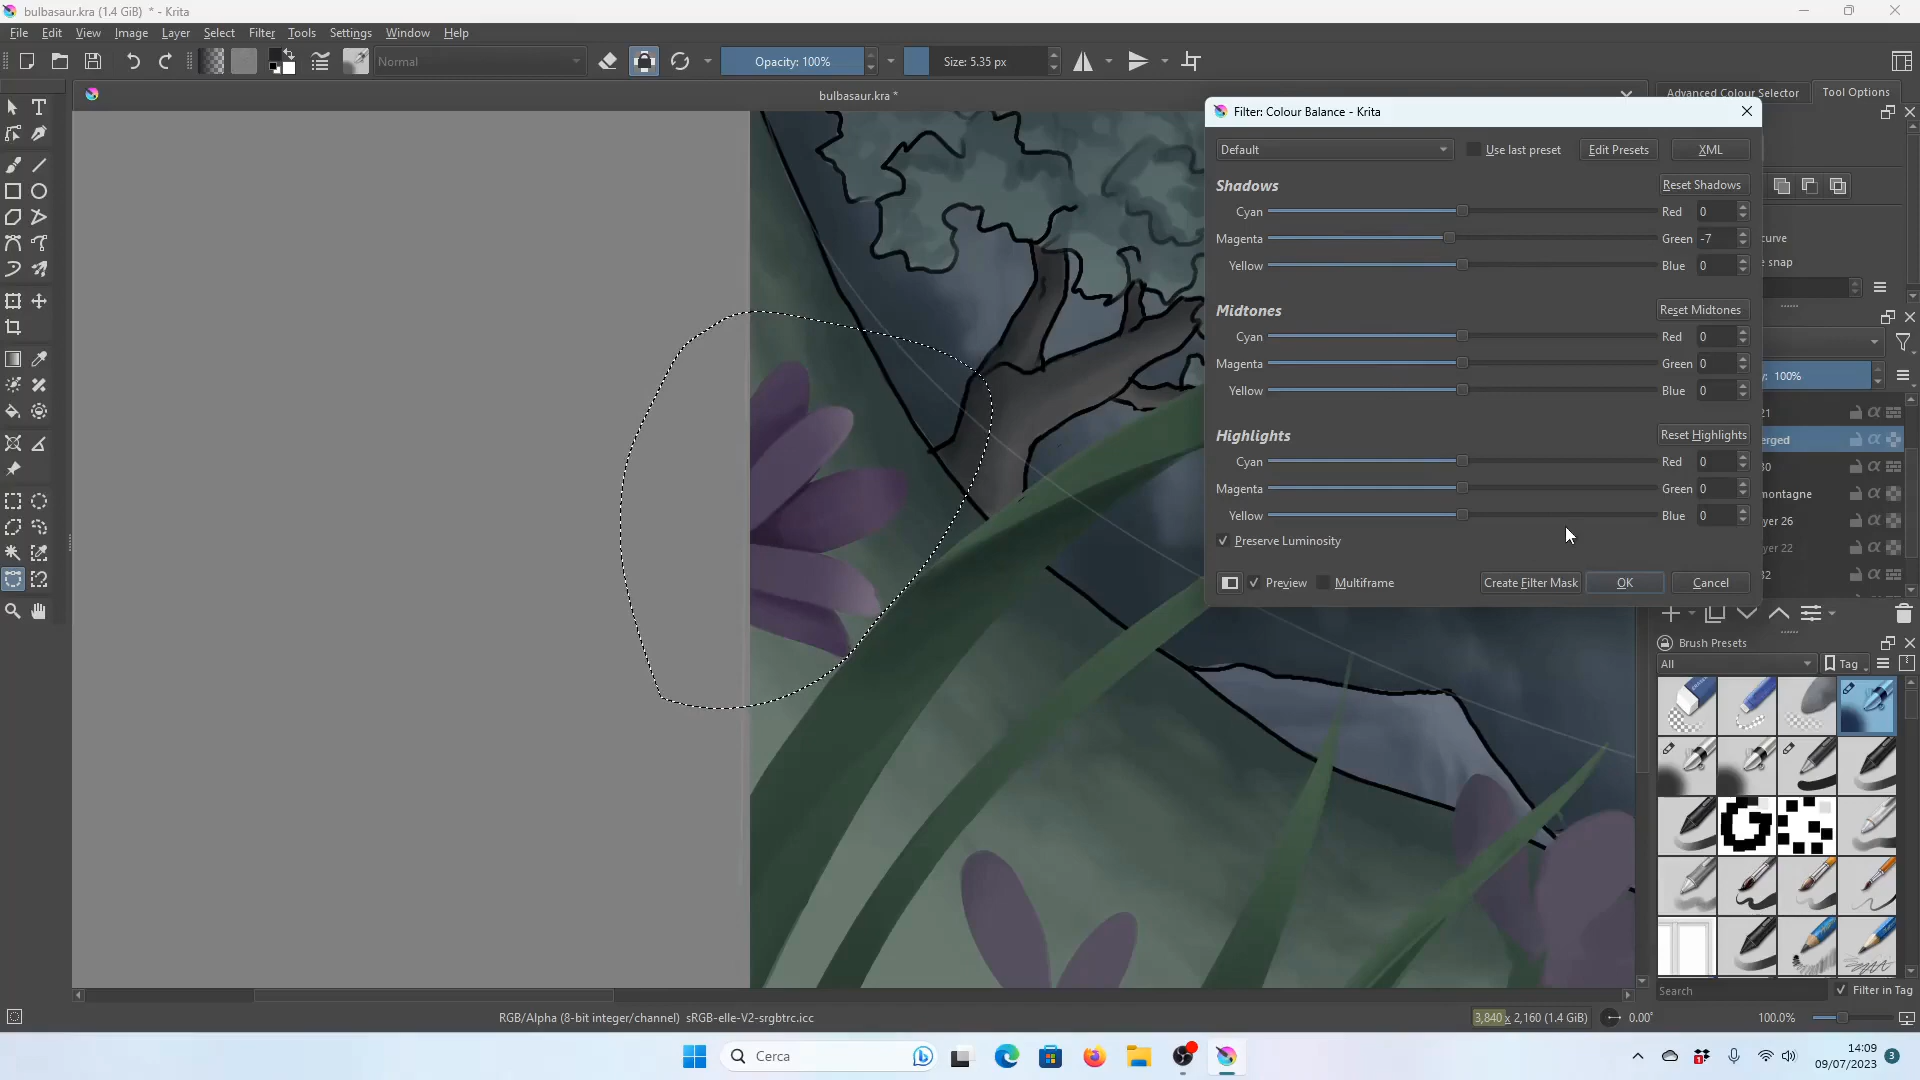 bulbasaur.kra (1.4 GiB) * - Krita
File Edit View Image Layer Select Filter Tools Settings Window Help
Normal
Opacity: 100%
Size: 5.35 px
bulbasaur.kra *
Advanced Colour Selector
Tool Options
Filter: Colour Balance - Krita
Default
Use last preset
Edit Presets
XML
Shadows
Reset Shadows
Cyan Red 0
Magenta Green -7
Yellow Blue 0
Midtones
Reset Midtones
Cyan Red 0
Magenta Green 0
Yellow Blue 0
Highlights
Reset Highlights
Cyan Red 0
Magenta Green 0
Yellow Blue 0
Preserve Luminosity
Preview
Multiframe
Create Filter Mask
OK
Cancel
curve
snap
y: 100%
21
erged
30
montagne
yer 26
yer 22
32
Brush Presets
All
Tag
Search
Filter in Tag
RGB/Alpha (8-bit integer/channel) sRGB-elle-V2-srgbtrc.icc
3,840 x 2,160 (1.4 GiB)
0.00°
100.0%
Cerca
14:09
09/07/2023
3
1